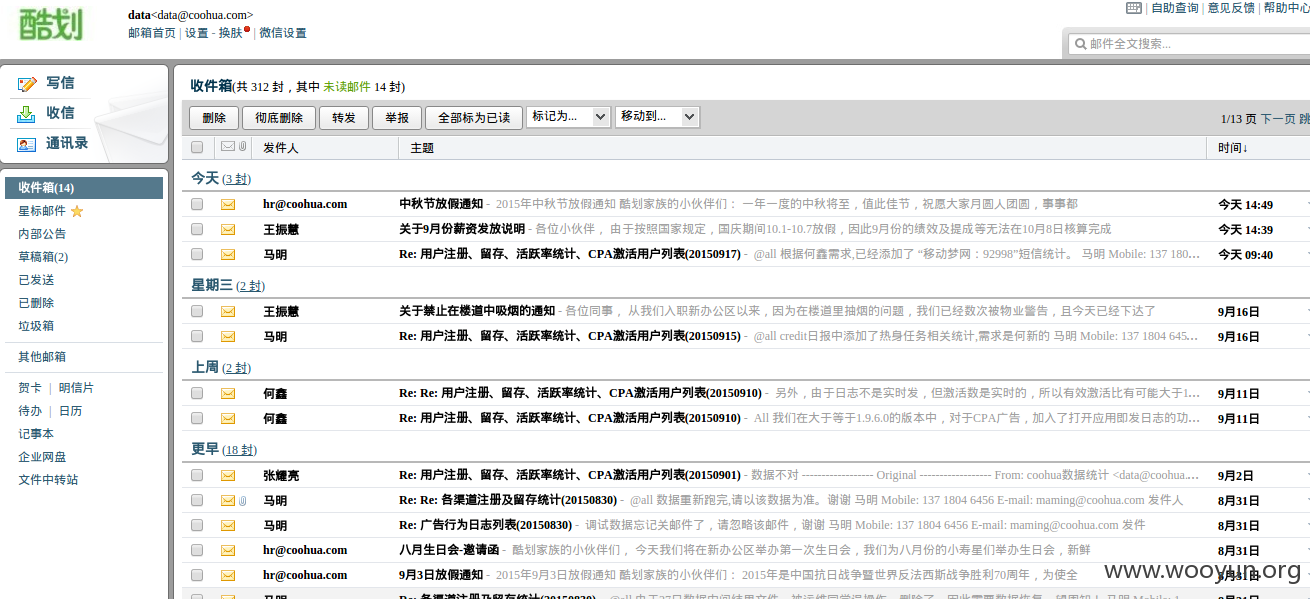 酷划
data<data@coohua.com>
邮箱首页 | 设置 - 换肤 | 微信设置
| 自助查询 | 意见反馈 | 帮助中心
邮件全文搜索...
写信
收信
通讯录
收件箱(14)
星标邮件
内部公告
草稿箱(2)
已发送
已删除
垃圾箱
其他邮箱
贺卡 | 明信片
待办 | 日历
记事本
企业网盘
文件中转站
收件箱(共 312 封，其中 未读邮件 14 封)
删除 彻底删除 转发 举报 全部标为已读 标记为... 移动到... 1/13 页 下一页 跳
发件人 主题 时间↓
今天 (3 封)
hr@coohua.com 中秋节放假通知 - 2015年中秋节放假通知 酷划家族的小伙伴们： 一年一度的中秋将至，值此佳节，祝愿大家月圆人团圆，事事都 今天 14:49
王振慧 关于9月份薪资发放说明 - 各位小伙伴， 由于按照国家规定，国庆期间10.1-10.7放假，因此9月份的绩效及提成等无法在10月8日核算完成 今天 14:39
马明 Re: 用户注册、留存、活跃率统计、CPA激活用户列表(20150917) - @all 根据何鑫需求,已经添加了 “移动梦网：92998”短信统计。 马明 Mobile: 137 180... 今天 09:40
星期三 (2 封)
王振慧 关于禁止在楼道中吸烟的通知 - 各位同事， 从我们入职新办公区以来，因为在楼道里抽烟的问题，我们已经数次被物业警告，且今天已经下达了 9月16日
马明 Re: 用户注册、留存、活跃率统计、CPA激活用户列表(20150915) - @all credit日报中添加了热身任务相关统计,需求是何新的 马明 Mobile: 137 1804 645... 9月16日
上周 (2 封)
何鑫 Re: Re: 用户注册、留存、活跃率统计、CPA激活用户列表(20150910) - 另外，由于日志不是实时发，但激活数是实时的，所以有效激活比有可能大于1... 9月11日
何鑫 Re: 用户注册、留存、活跃率统计、CPA激活用户列表(20150910) - All 我们在大于等于1.9.6.0的版本中，对于CPA广告，加入了打开应用即发日志的功... 9月11日
更早 (18 封)
张耀亮 Re: 用户注册、留存、活跃率统计、CPA激活用户列表(20150901) - 数据不对 ------------------ Original ------------------ From: coohua数据统计 <data@coohua.... 9月2日
马明 Re: Re: 各渠道注册及留存统计(20150830) - @all 数据重新跑完,请以该数据为准。谢谢 马明 Mobile: 137 1804 6456 E-mail: maming@coohua.com 发件人 8月31日
马明 Re: 广告行为日志列表(20150830) - 调试数据忘记关邮件了，请忽略该邮件，谢谢 马明 Mobile: 137 1804 6456 E-mail: maming@coohua.com 发件 8月31日
hr@coohua.com 八月生日会-邀请函 - 酷划家族的小伙伴们， 今天我们将在新办公区举办第一次生日会，我们为八月份的小寿星们举办生日会，新鲜 8月31日
hr@coohua.com 9月3日放假通知 - 2015年9月3日放假通知 酷划家族的小伙伴们： 2015年是中国抗日战争暨世界反法西斯战争胜利70周年，为使全 8月31日
www.wooyun.org